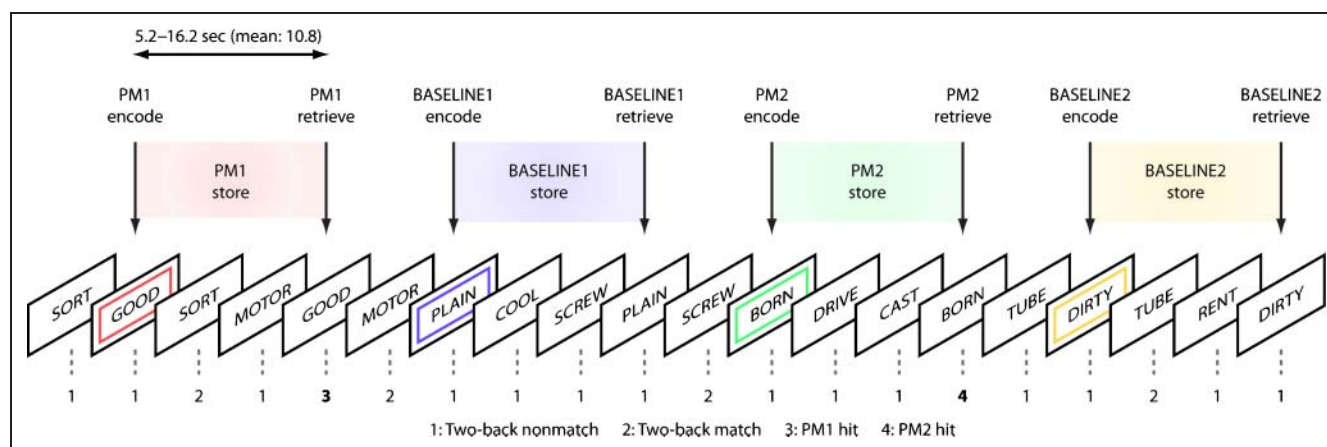 5.2–16.2 sec (mean: 10.8)
PM1 encode
PM1 retrieve
BASELINE1 encode
BASELINE1 retrieve
PM2 encode
PM2 retrieve
BASELINE2 encode
BASELINE2 retrieve
PM1 store
BASELINE1 store
PM2 store
BASELINE2 store
SORT GOOD SORT MOTOR GOOD MOTOR PLAIN COOL SCREW PLAIN SCREW BORN DRIVE CAST BORN TUBE DIRTY TUBE RENT DIRTY
1 1 2 1 3 2 1 1 1 1 2 1 1 1 4 1 1 2 1 1
1: Two-back nonmatch 2: Two-back match 3: PM1 hit 4: PM2 hit